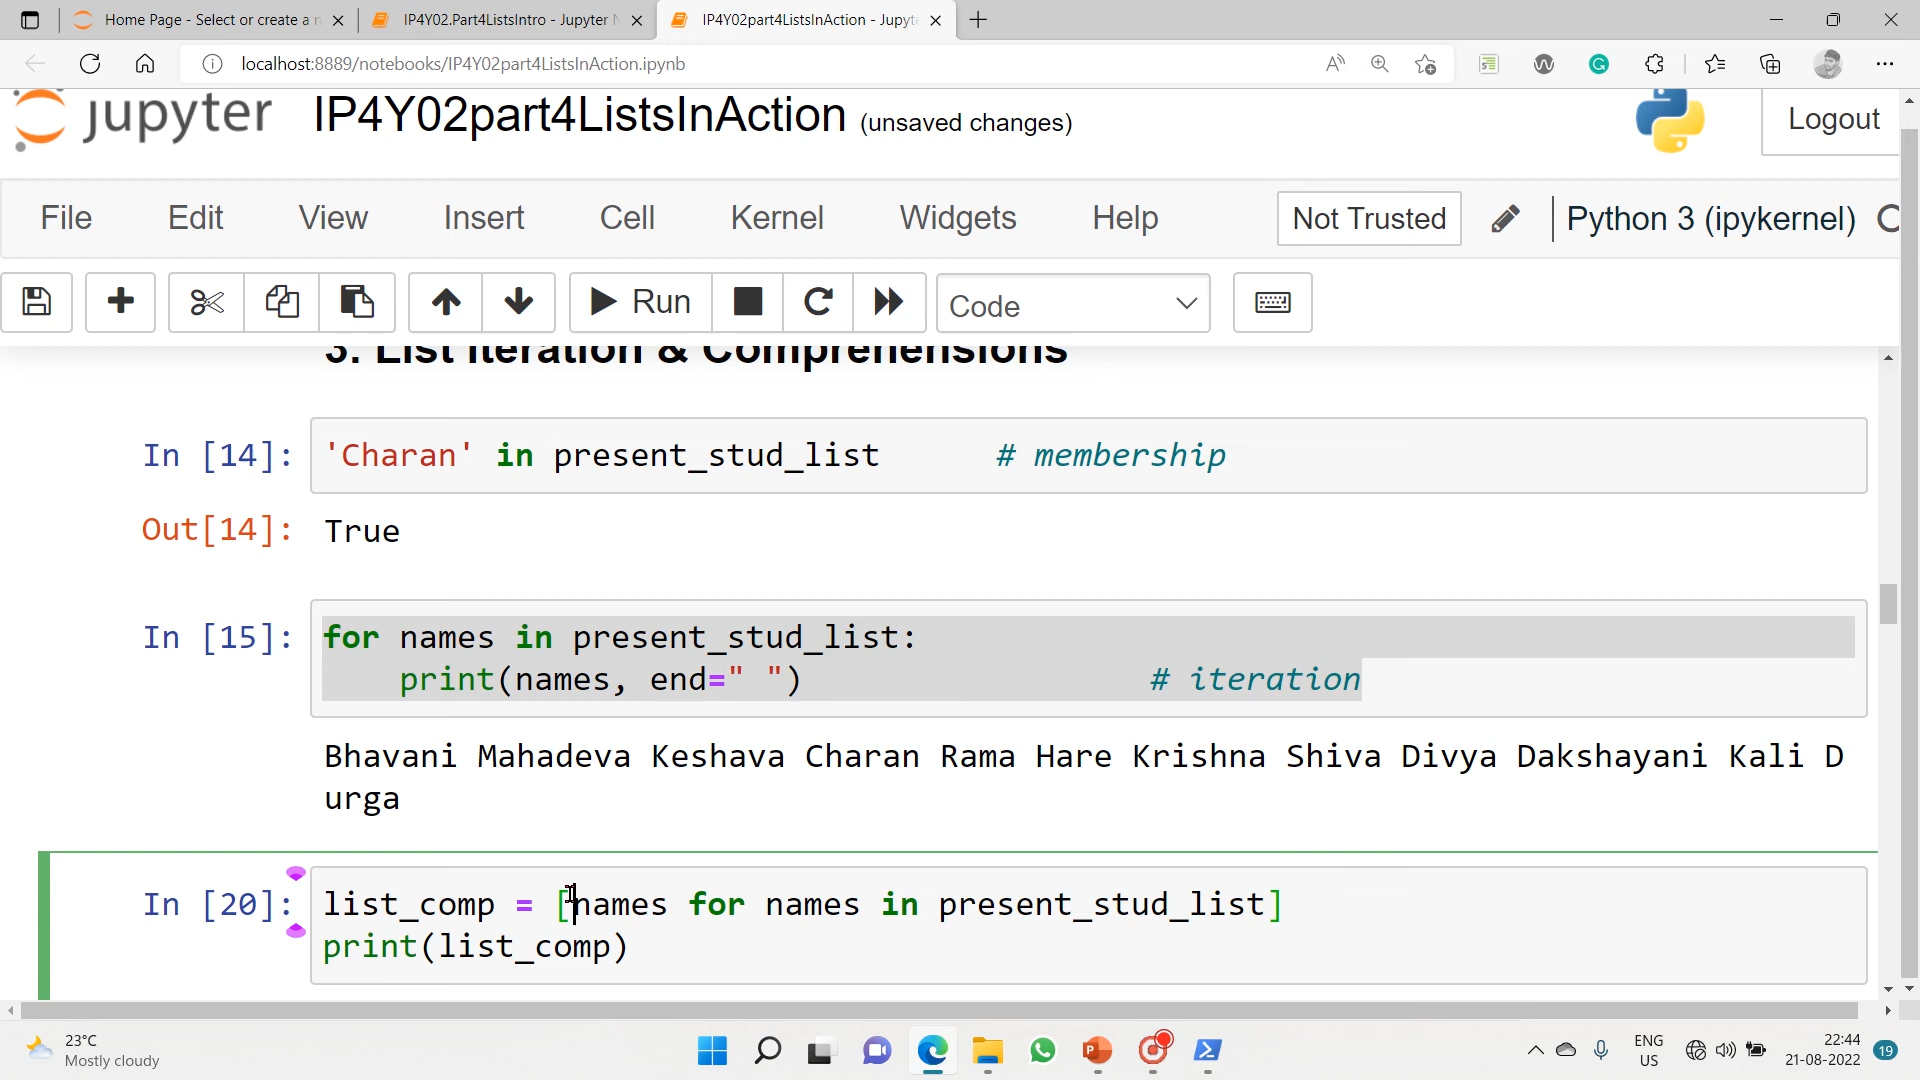 Home Page - Select or create a n
IP4Y02.Part4ListsIntro - Jupyter N
IP4Y02part4ListsInAction - Jupyt
localhost:8889/notebooks/IP4Y02part4ListsInAction.ipynb
jupyter IP4Y02part4ListsInAction (unsaved changes)
Logout
File Edit View Insert Cell Kernel Widgets Help Not Trusted Python 3 (ipykernel)
Run Code
3. List Iteration & Comprehensions
In [14]: 'Charan' in present_stud_list # membership
Out[14]: True
In [15]: for names in present_stud_list:
print(names, end=" ") # iteration
Bhavani Mahadeva Keshava Charan Rama Hare Krishna Shiva Divya Dakshayani Kali D
urga
In [20]: list_comp = [names for names in present_stud_list]
print(list_comp)
23°C
Mostly cloudy
ENG
US
22:44
21-08-2022
19